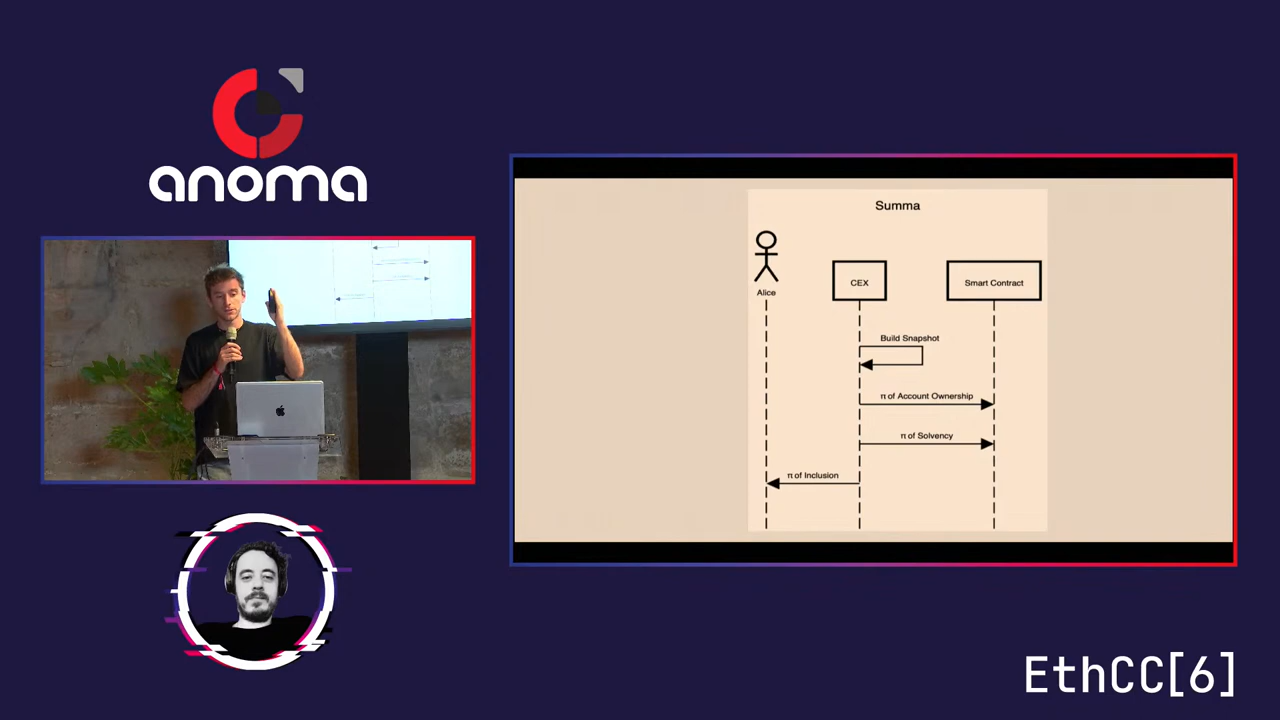 anoma
Summa
Alice
CEX
Smart Contract
Build Snapshot
π of Account Ownership
π of Solvency
π of Inclusion
EthCC[6]